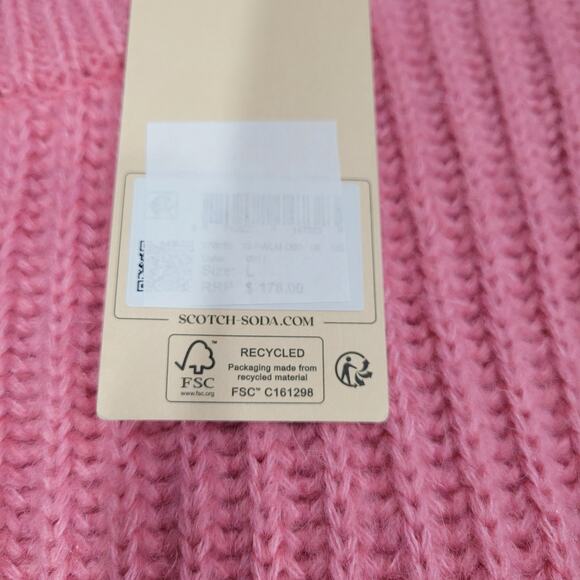 Size: L
RRP $ 178.00
SCOTCH-SODA.COM
FSC
www.fsc.org
RECYCLED
Packaging made from
recycled material
FSC™ C161298